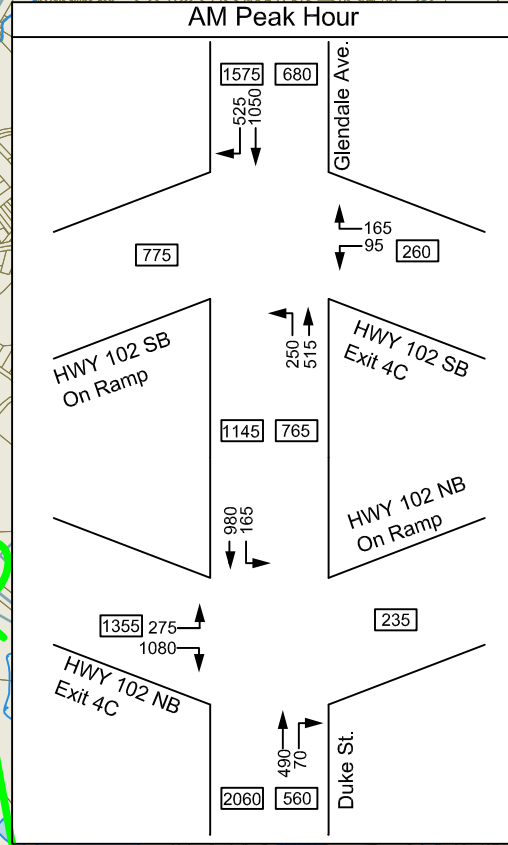 AM Peak Hour
1575 680
525
1050
Glendale Ave.
165
95
260
775
HWY 102 SB
On Ramp
250
515
HWY 102 SB
Exit 4C
1145 765
980
165
HWY 102 NB
On Ramp
1355
275
1080
235
HWY 102 NB
Exit 4C
490
70
Duke St.
2060 560